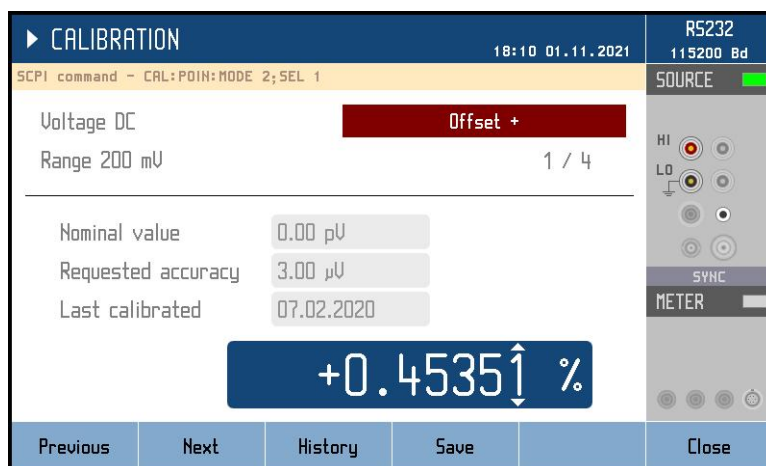 CALIBRATION
18:10 01.11.2021
RS232
115200 Bd
SCPI command - CAL:POIN:MODE 2;SEL 1
SOURCE
Voltage DC
Offset +
Range 200 mV
1 / 4
HI
LO
Nominal value
0.00 pV
Requested accuracy
3.00 µV
Last calibrated
07.02.2020
SYNC
METER
+0.45351 %
Previous
Next
History
Save
Close